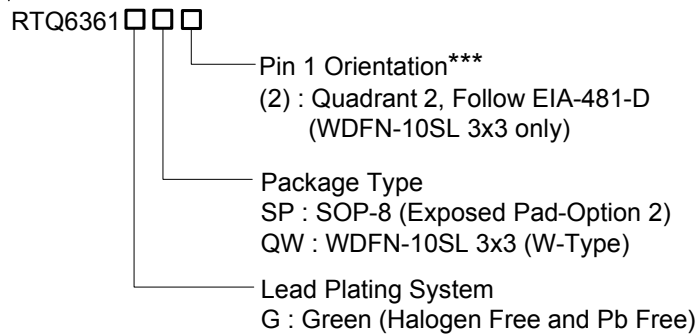 RTQ6361□□□
Pin 1 Orientation***
(2) : Quadrant 2, Follow EIA-481-D
(WDFN-10SL 3x3 only)
Package Type
SP : SOP-8 (Exposed Pad-Option 2)
QW : WDFN-10SL 3x3 (W-Type)
Lead Plating System
G : Green (Halogen Free and Pb Free)